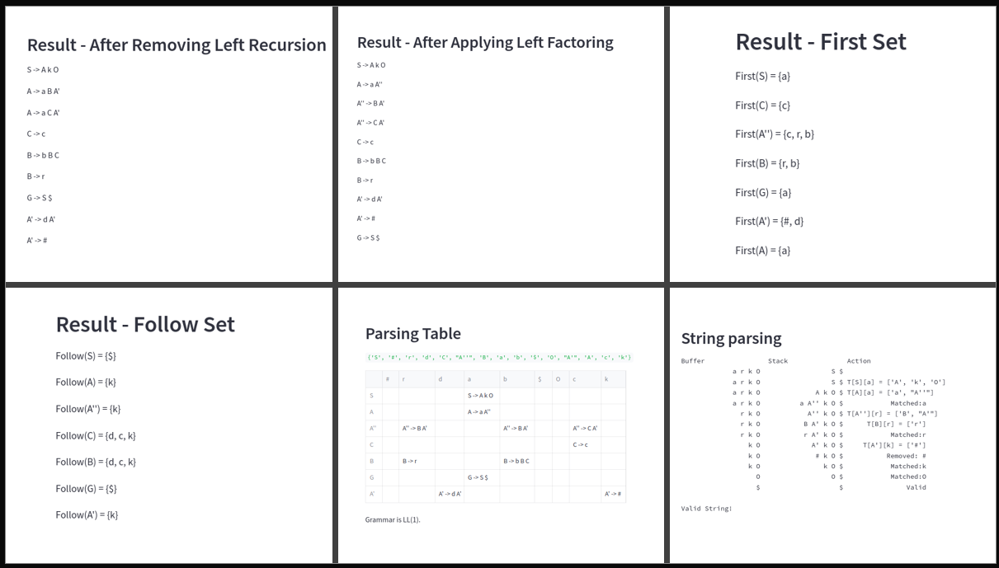 Result - After Removing Left Recursion
S -> A k O
A -> a B A'
A -> a C A'
C -> c
B -> b B C
B -> r
G -> S $
A' -> d A'
A' -> #
Result - After Applying Left Factoring
S -> A k O
A -> a A''
A'' -> B A'
A'' -> C A'
C -> c
B -> b B C
B -> r
A' -> d A'
A' -> #
G -> S $
Result - First Set
First(S) = {a}
First(C) = {c}
First(A'') = {c, r, b}
First(B) = {r, b}
First(G) = {a}
First(A') = {#, d}
First(A) = {a}
Result - Follow Set
Follow(S) = {$}
Follow(A) = {k}
Follow(A'') = {k}
Follow(C) = {d, c, k}
Follow(B) = {d, c, k}
Follow(G) = {$}
Follow(A') = {k}
Parsing Table
{'S', '#', 'r', 'd', 'C', "A''", 'B', 'a', 'b', '$', 'O', "A'", 'A', 'c', 'k'}
# r d a b $ O c k
S S -> A k O
A A -> a A''
A'' A'' -> B A' A'' -> B A' A'' -> C A'
C C -> c
B B -> r B -> b B C
G G -> S $
A' A' -> d A' A' -> #
Grammar is LL(1).
String parsing
Buffer Stack Action
a r k O S $
a r k O S $ T[S][a] = ['A', 'k', 'O']
a r k O A k O $ T[A][a] = ['a', "A''"]
a r k O a A'' k O $ Matched:a
r k O A'' k O $ T[A''][r] = ['B', "A'"]
r k O B A' k O $ T[B][r] = ['r']
r k O r A' k O $ Matched:r
k O A' k O $ T[A'][k] = ['#']
k O # k O $ Removed: #
k O k O $ Matched:k
O O $ Matched:O
$ $ Valid
Valid String!